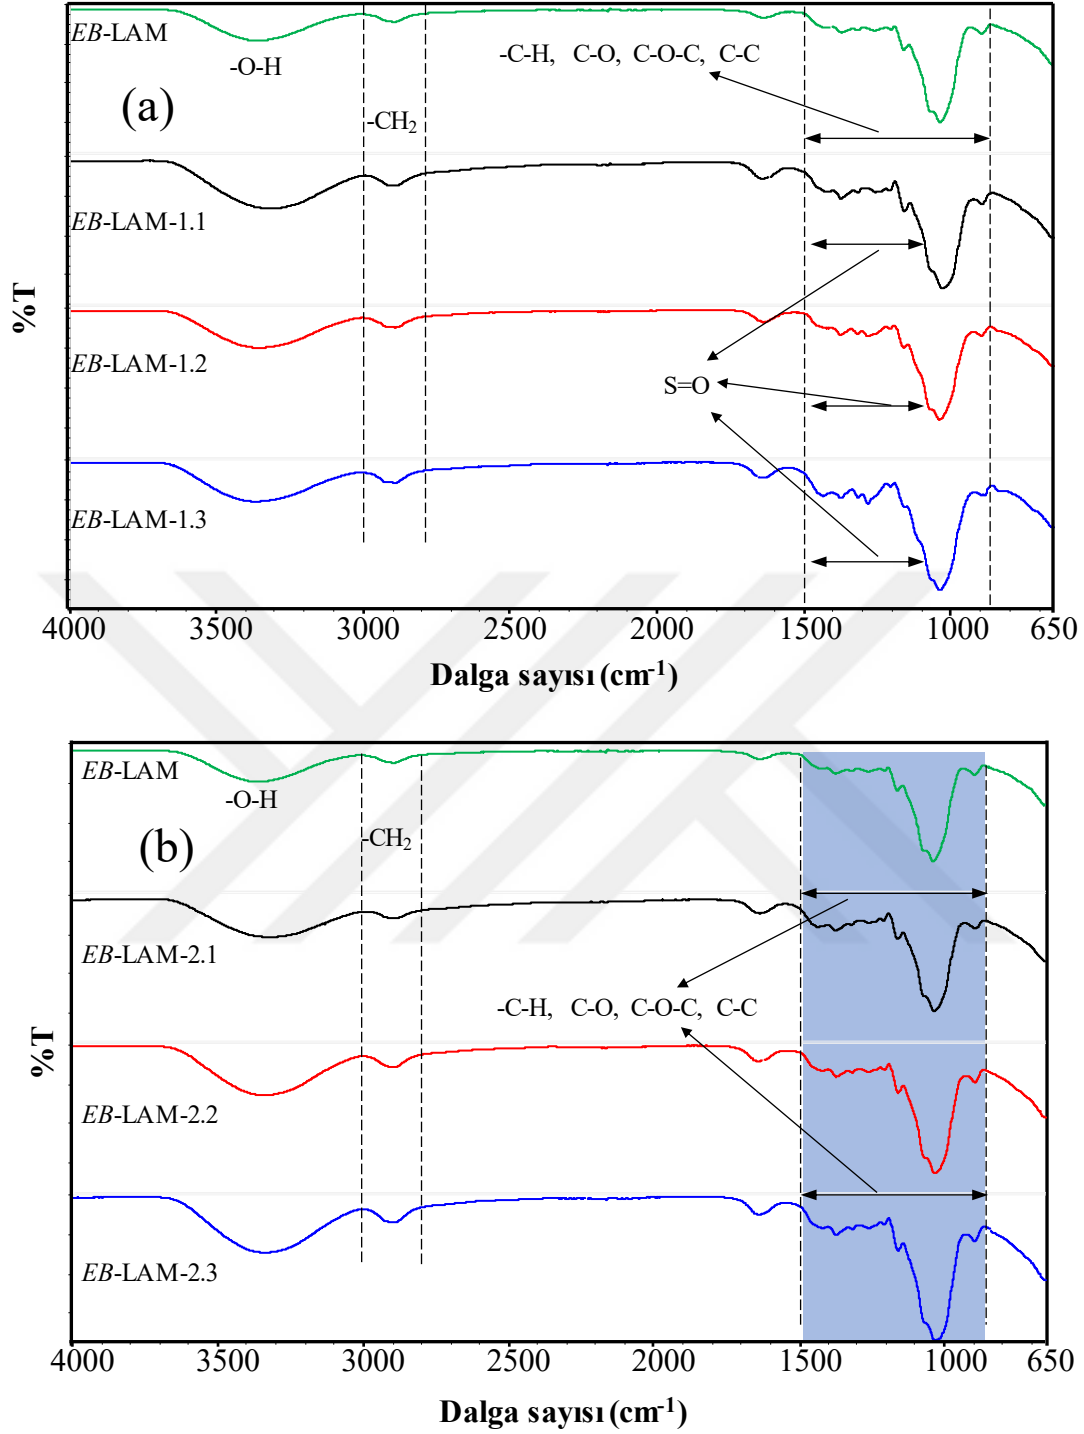 EB-LAM
-O-H
-C-H, C-O, C-O-C, C-C
(a)
-CH₂
EB-LAM-1.1
%T
EB-LAM-1.2
S=O
EB-LAM-1.3
4000 3500 3000 2500 2000 1500 1000 650
Dalga sayısı (cm⁻¹)
EB-LAM
-O-H
(b)
-CH₂
EB-LAM-2.1
-C-H, C-O, C-O-C, C-C
%T
EB-LAM-2.2
EB-LAM-2.3
4000 3500 3000 2500 2000 1500 1000 650
Dalga sayısı (cm⁻¹)